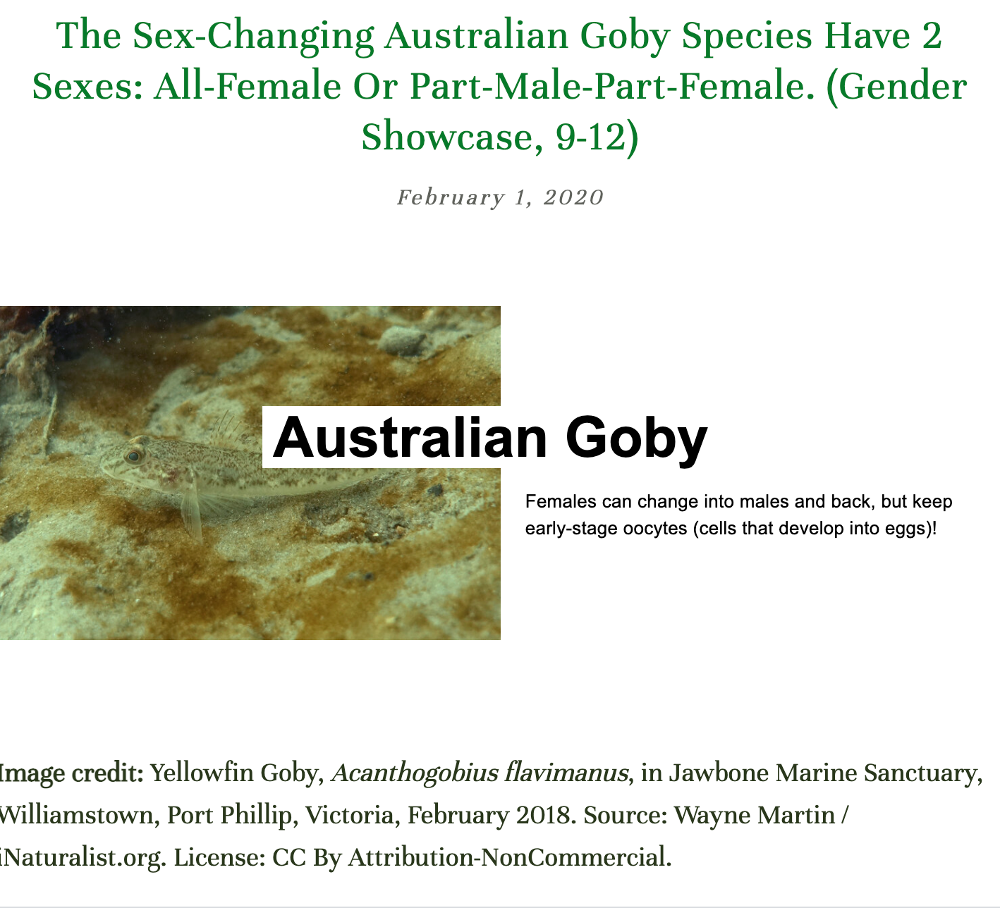 The Sex-Changing Australian Goby Species Have 2
Sexes: All-Female Or Part-Male-Part-Female. (Gender
Showcase, 9-12)
February 1, 2020
Australian Goby
Females can change into males and back, but keep
early-stage oocytes (cells that develop into eggs)!
Image credit: Yellowfin Goby, Acanthogobius flavimanus, in Jawbone Marine Sanctuary,
Williamstown, Port Phillip, Victoria, February 2018. Source: Wayne Martin /
iNaturalist.org. License: CC By Attribution-NonCommercial.